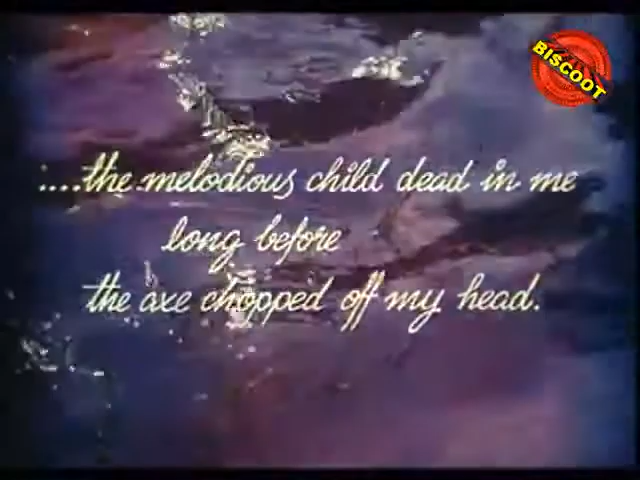 BISCOOT
....the melodious child dead in me
long before
the axe chopped off my head.